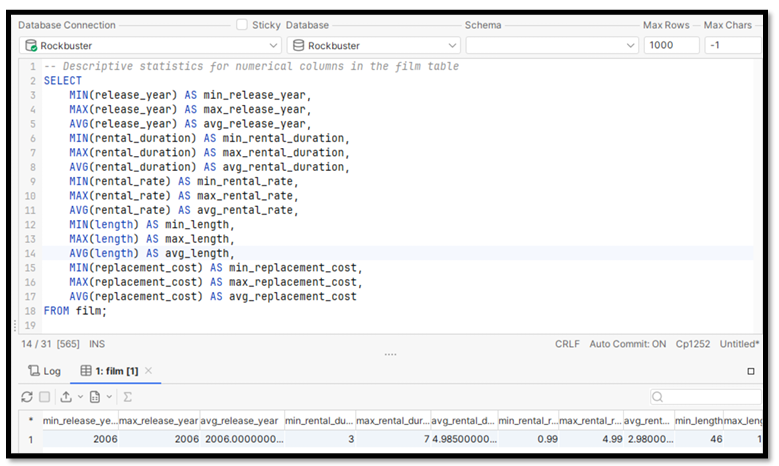 Database Connection Sticky Database Schema Max Rows Max Chars
Rockbuster Rockbuster 1000 -1
1 -- Descriptive statistics for numerical columns in the film table
2 SELECT
3 MIN(release_year) AS min_release_year,
4 MAX(release_year) AS max_release_year,
5 AVG(release_year) AS avg_release_year,
6 MIN(rental_duration) AS min_rental_duration,
7 MAX(rental_duration) AS max_rental_duration,
8 AVG(rental_duration) AS avg_rental_duration,
9 MIN(rental_rate) AS min_rental_rate,
10 MAX(rental_rate) AS max_rental_rate,
11 AVG(rental_rate) AS avg_rental_rate,
12 MIN(length) AS min_length,
13 MAX(length) AS max_length,
14 AVG(length) AS avg_length,
15 MIN(replacement_cost) AS min_replacement_cost,
16 MAX(replacement_cost) AS max_replacement_cost,
17 AVG(replacement_cost) AS avg_replacement_cost
18 FROM film;
19
14 / 31 [565] INS CRLF Auto Commit: ON Cp1252 Untitled*
Log 1: film [1]
* min_release_ye... max_release_year avg_release_year min_rental_du... max_rental_dur... avg_rental_d... min_rental_r... max_rental_r... avg_rent... min_length max_leng
1 2006 2006 2006.0000000... 3 7 4.98500000... 0.99 4.99 2.98000... 46 1